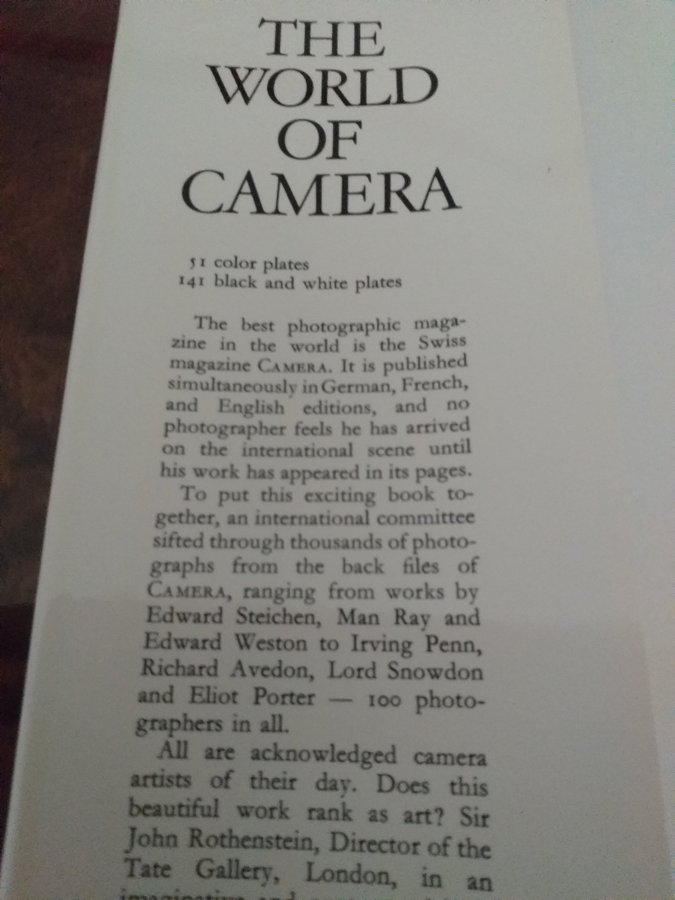 THE
WORLD
OF
CAMERA
51 color plates
141 black and white plates
The best photographic maga-
zine in the world is the Swiss
magazine CAMERA. It is published
simultaneously in German, French,
and English editions, and no
photographer feels he has arrived
on the international scene until
his work has appeared in its pages.
To put this exciting book to-
gether, an international committee
sifted through thousands of photo-
graphs from the back files of
CAMERA, ranging from works by
Edward Steichen, Man Ray and
Edward Weston to Irving Penn,
Richard Avedon, Lord Snowdon
and Eliot Porter — 100 photo-
graphers in all.
All are acknowledged camera
artists of their day. Does this
beautiful work rank as art? Sir
John Rothenstein, Director of the
Tate Gallery, London, in an